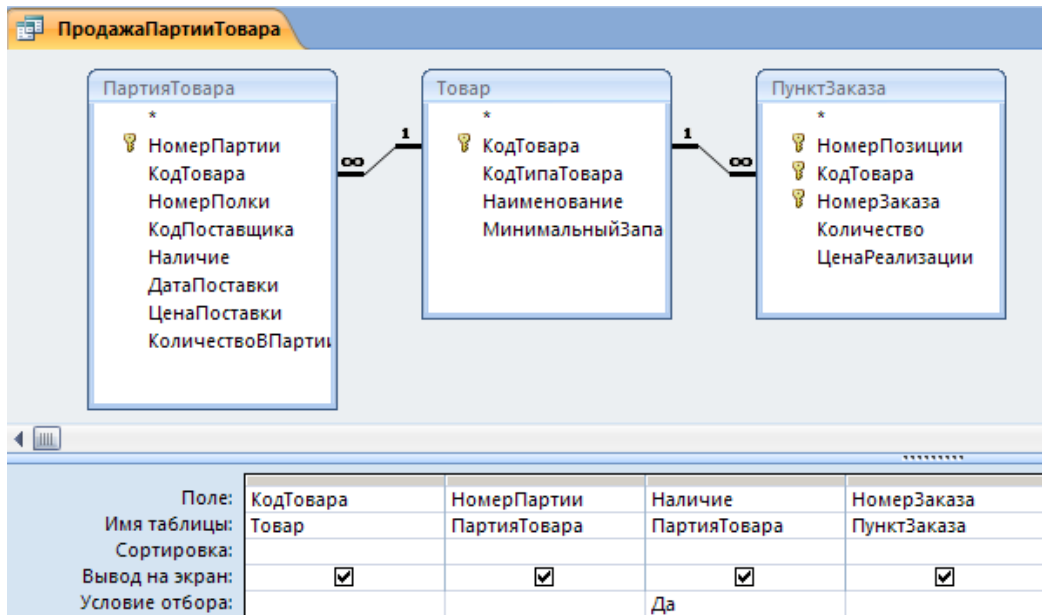 ПродажаПартииТовара
ПартияТовара
*
НомерПартии
КодТовара
НомерПолки
КодПоставщика
Наличие
ДатаПоставки
ЦенаПоставки
КоличествоВПартии
∞
1
Товар
*
КодТовара
КодТипаТовара
Наименование
МинимальныйЗапа
1
∞
ПунктЗаказа
*
НомерПозиции
КодТовара
НомерЗаказа
Количество
ЦенаРеализации
Поле: КодТовара НомерПартии Наличие НомерЗаказа
Имя таблицы: Товар ПартияТовара ПартияТовара ПунктЗаказа
Сортировка:
Вывод на экран:
Условие отбора: Да